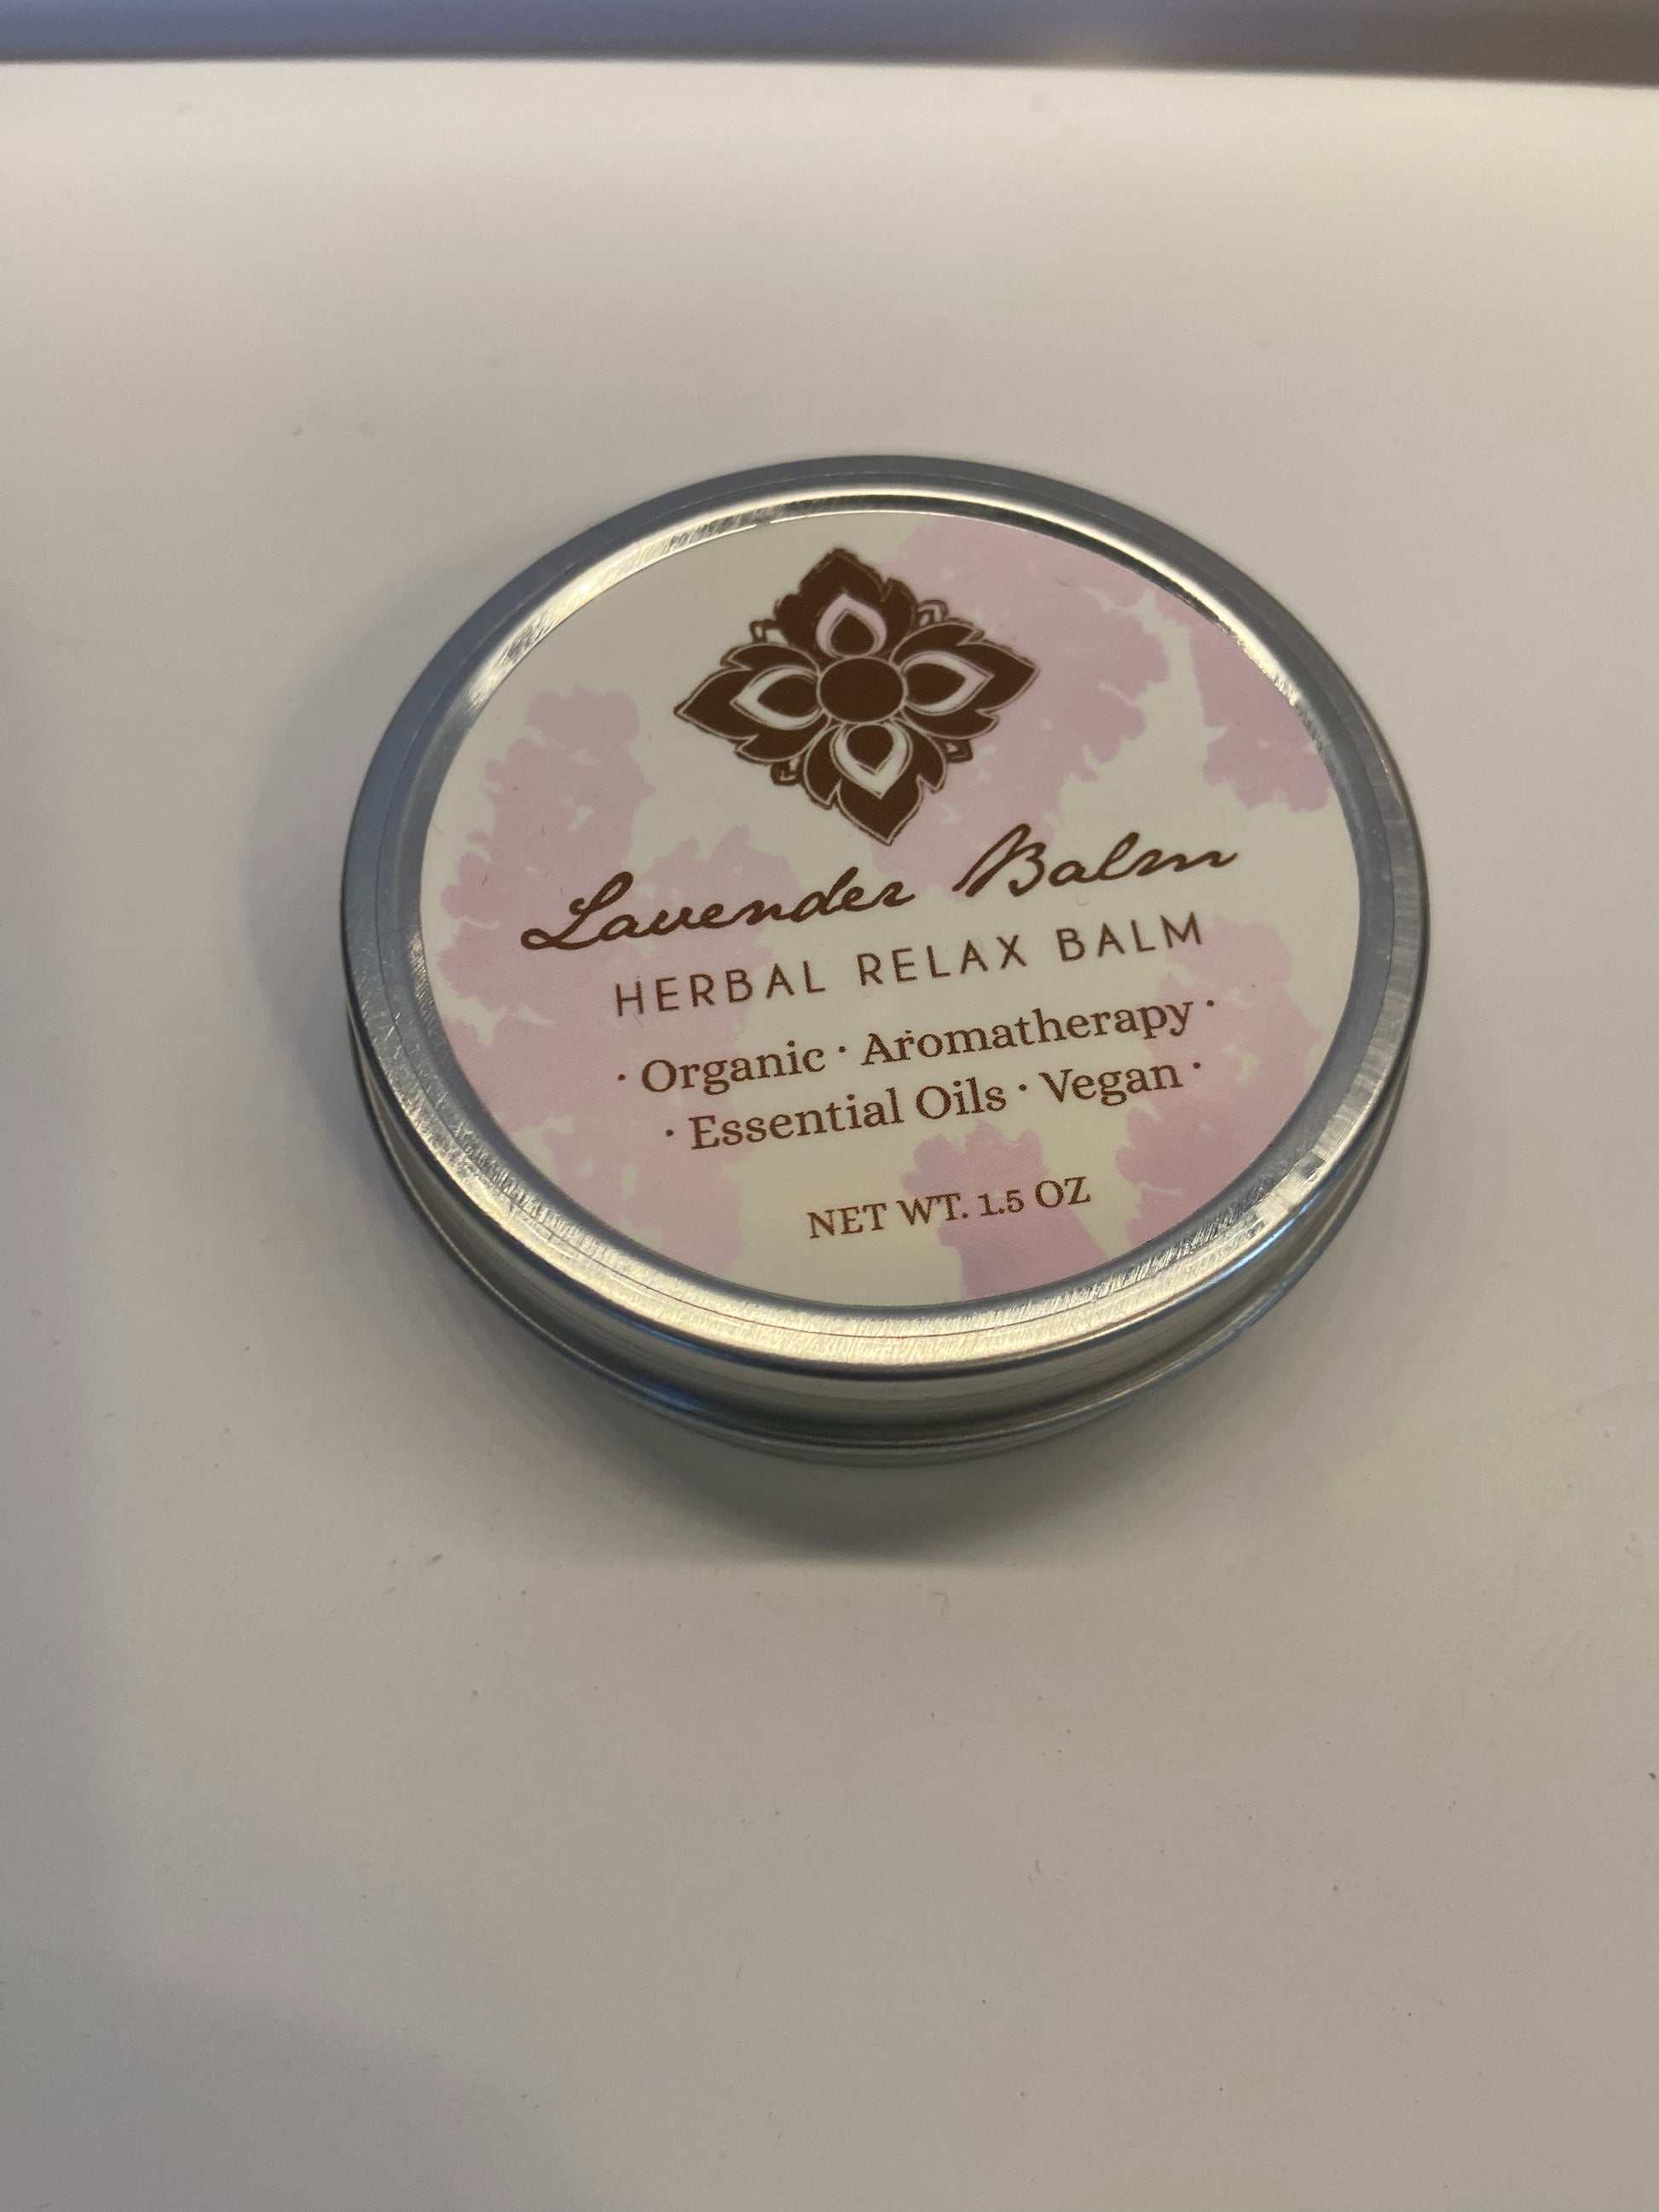 Lavender Balm
HERBAL RELAX BALM
· Organic · Aromatherapy ·
· Essential Oils · Vegan ·
NET WT. 1.5 OZ